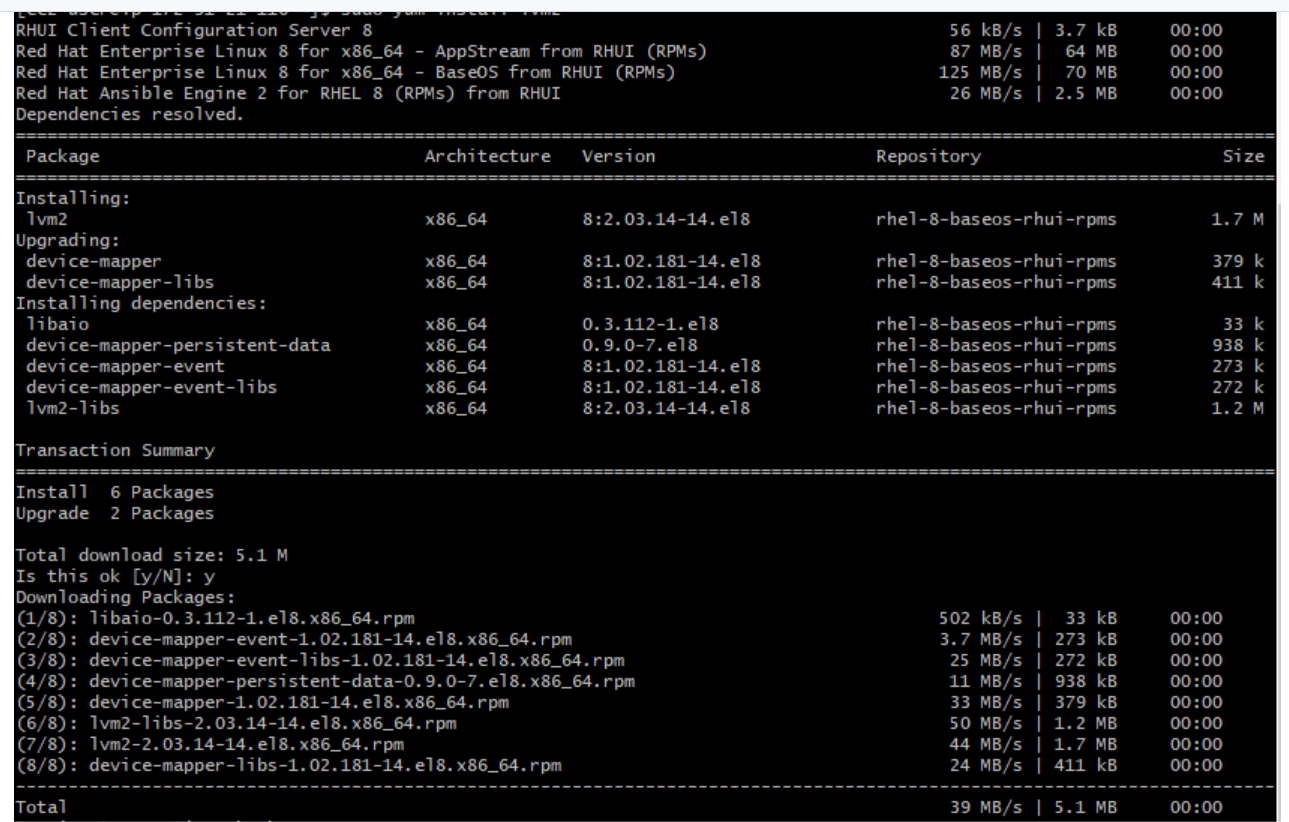 RHUI Client Configuration Server 8 56 kB/s | 3.7 kB 00:00
Red Hat Enterprise Linux 8 for x86_64 - AppStream from RHUI (RPMs) 87 MB/s | 64 MB 00:00
Red Hat Enterprise Linux 8 for x86_64 - BaseOS from RHUI (RPMs) 125 MB/s | 70 MB 00:00
Red Hat Ansible Engine 2 for RHEL 8 (RPMs) from RHUI 26 MB/s | 2.5 MB 00:00
Dependencies resolved.
Package Architecture Version Repository Size
Installing:
lvm2 x86_64 8:2.03.14-14.el8 rhel-8-baseos-rhui-rpms 1.7 M
Upgrading:
device-mapper x86_64 8:1.02.181-14.el8 rhel-8-baseos-rhui-rpms 379 k
device-mapper-libs x86_64 8:1.02.181-14.el8 rhel-8-baseos-rhui-rpms 411 k
Installing dependencies:
libaio x86_64 0.3.112-1.el8 rhel-8-baseos-rhui-rpms 33 k
device-mapper-persistent-data x86_64 0.9.0-7.el8 rhel-8-baseos-rhui-rpms 938 k
device-mapper-event x86_64 8:1.02.181-14.el8 rhel-8-baseos-rhui-rpms 273 k
device-mapper-event-libs x86_64 8:1.02.181-14.el8 rhel-8-baseos-rhui-rpms 272 k
lvm2-libs x86_64 8:2.03.14-14.el8 rhel-8-baseos-rhui-rpms 1.2 M
Transaction Summary
Install 6 Packages
Upgrade 2 Packages
Total download size: 5.1 M
Is this ok [y/N]: y
Downloading Packages:
(1/8): libaio-0.3.112-1.el8.x86_64.rpm 502 kB/s | 33 kB 00:00
(2/8): device-mapper-event-1.02.181-14.el8.x86_64.rpm 3.7 MB/s | 273 kB 00:00
(3/8): device-mapper-event-libs-1.02.181-14.el8.x86_64.rpm 25 MB/s | 272 kB 00:00
(4/8): device-mapper-persistent-data-0.9.0-7.el8.x86_64.rpm 11 MB/s | 938 kB 00:00
(5/8): device-mapper-1.02.181-14.el8.x86_64.rpm 33 MB/s | 379 kB 00:00
(6/8): lvm2-libs-2.03.14-14.el8.x86_64.rpm 50 MB/s | 1.2 MB 00:00
(7/8): lvm2-2.03.14-14.el8.x86_64.rpm 44 MB/s | 1.7 MB 00:00
(8/8): device-mapper-libs-1.02.181-14.el8.x86_64.rpm 24 MB/s | 411 kB 00:00
Total 39 MB/s | 5.1 MB 00:00